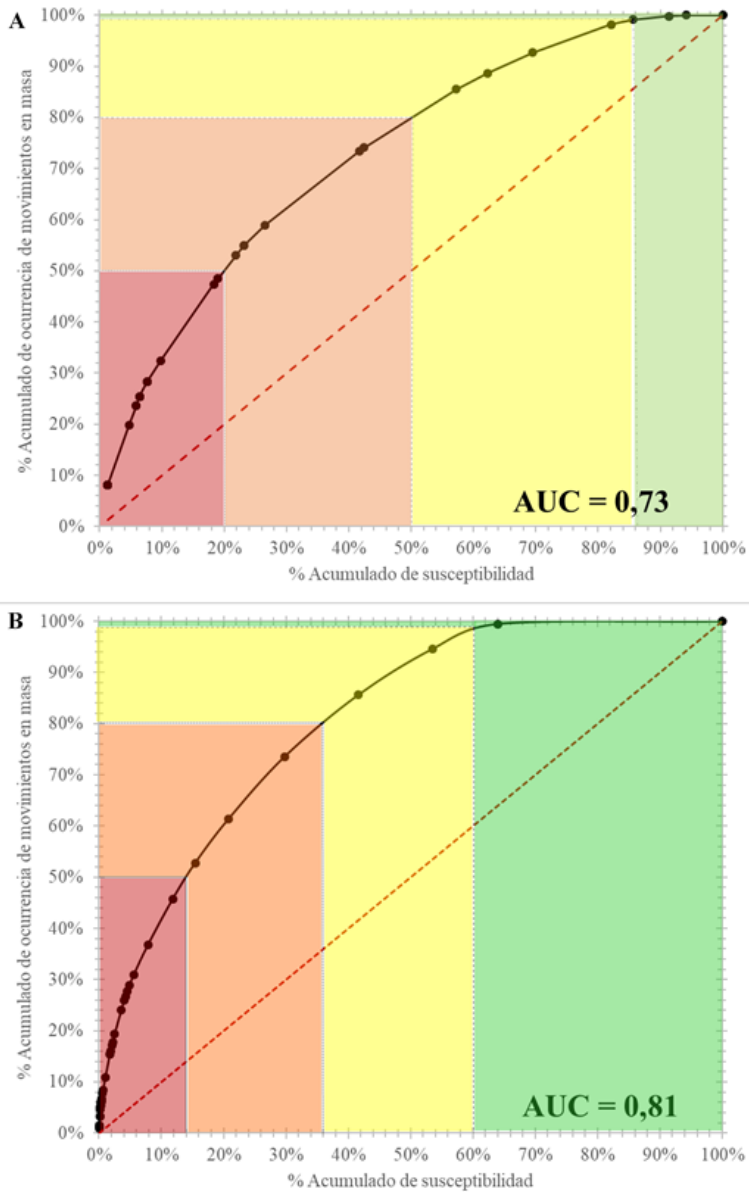 A
% Acumulado de ocurrencia de movimientos en masa
100%
90%
80%
70%
60%
50%
40%
30%
20%
10%
0%
AUC = 0,73
0% 10% 20% 30% 40% 50% 60% 70% 80% 90% 100%
% Acumulado de susceptibilidad
B
% Acumulado de ocurrencia de movimientos en masa
100%
90%
80%
70%
60%
50%
40%
30%
20%
10%
0%
AUC = 0,81
0% 10% 20% 30% 40% 50% 60% 70% 80% 90% 100%
% Acumulado de susceptibilidad